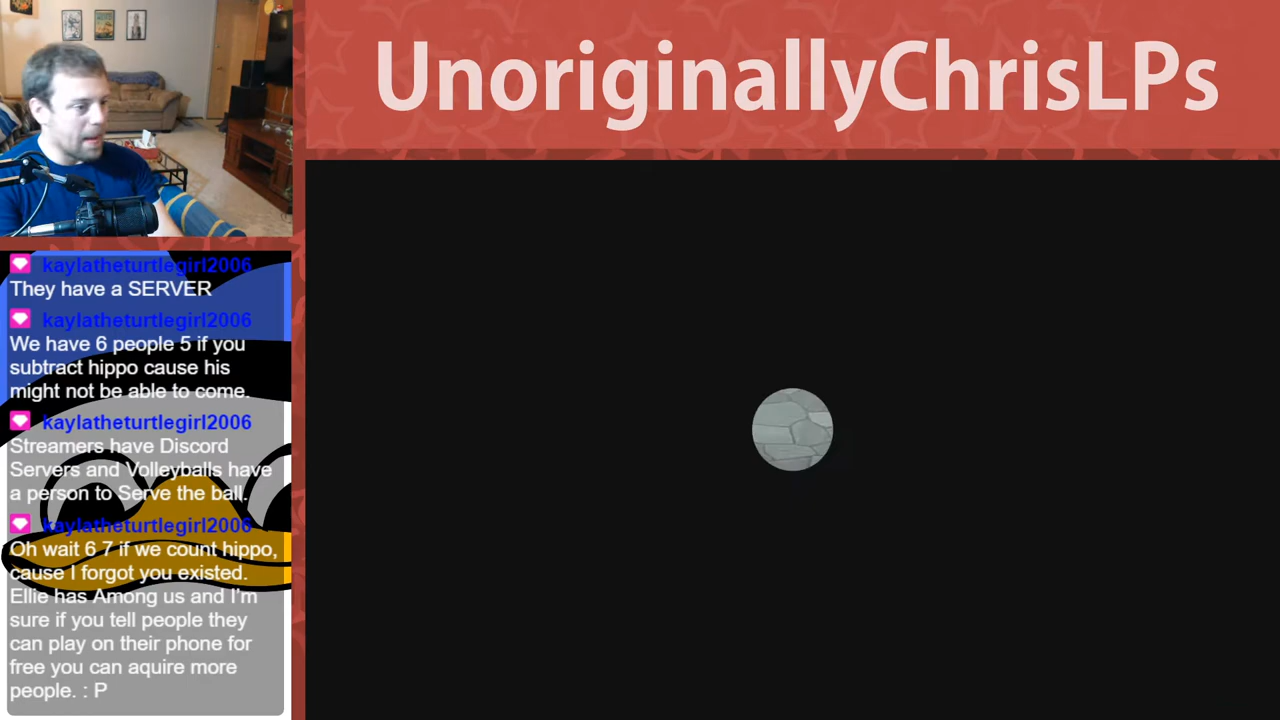 UnoriginallyChrisLPs
kaylatheturtlegirl2006
They have a SERVER
kaylatheturtlegirl2006
We have 6 people 5 if you
subtract hippo cause his
might not be able to come.
kaylatheturtlegirl2006
Streamers have Discord
Servers and Volleyballs have
a person to Serve the ball.
kaylatheturtlegirl2006
Oh wait 6 7 if we count hippo,
cause I forgot you existed.
Ellie has Among us and I'm
sure if you tell people they
can play on their phone for
free you can aquire more
people. : P